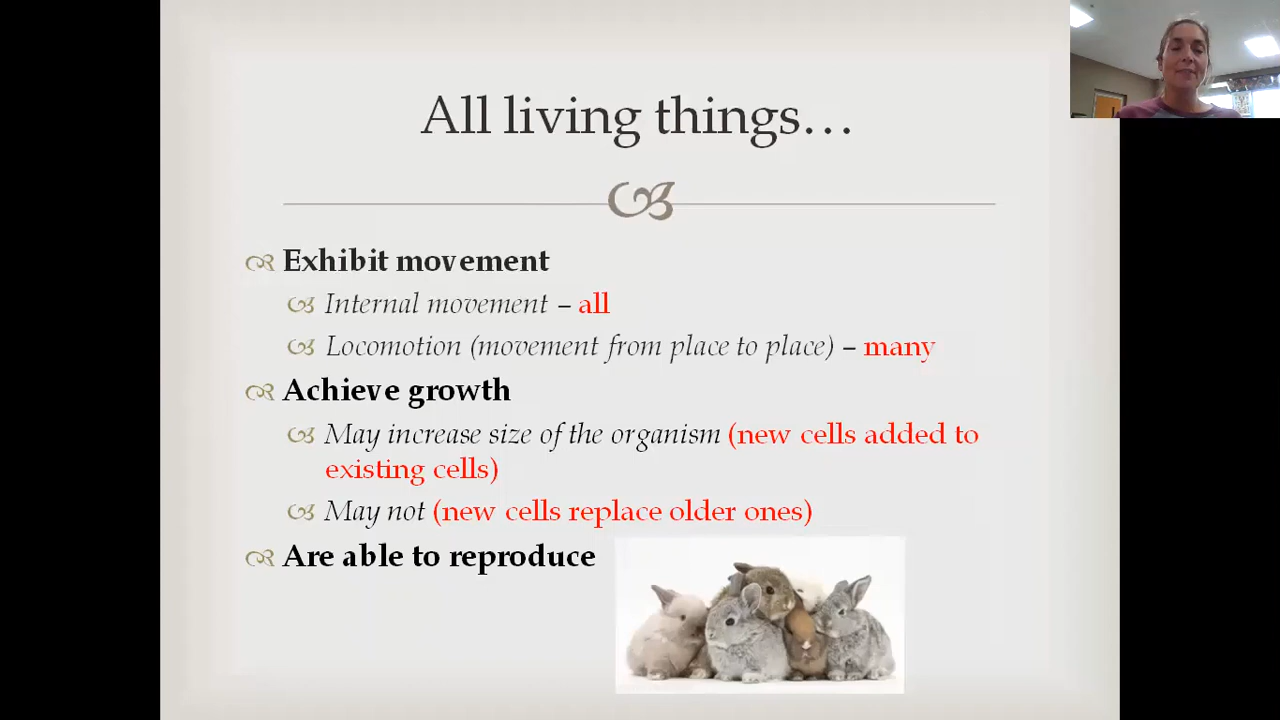 All living things…
Exhibit movement
Internal movement – all
Locomotion (movement from place to place) – many
Achieve growth
May increase size of the organism (new cells added to
existing cells)
May not (new cells replace older ones)
Are able to reproduce